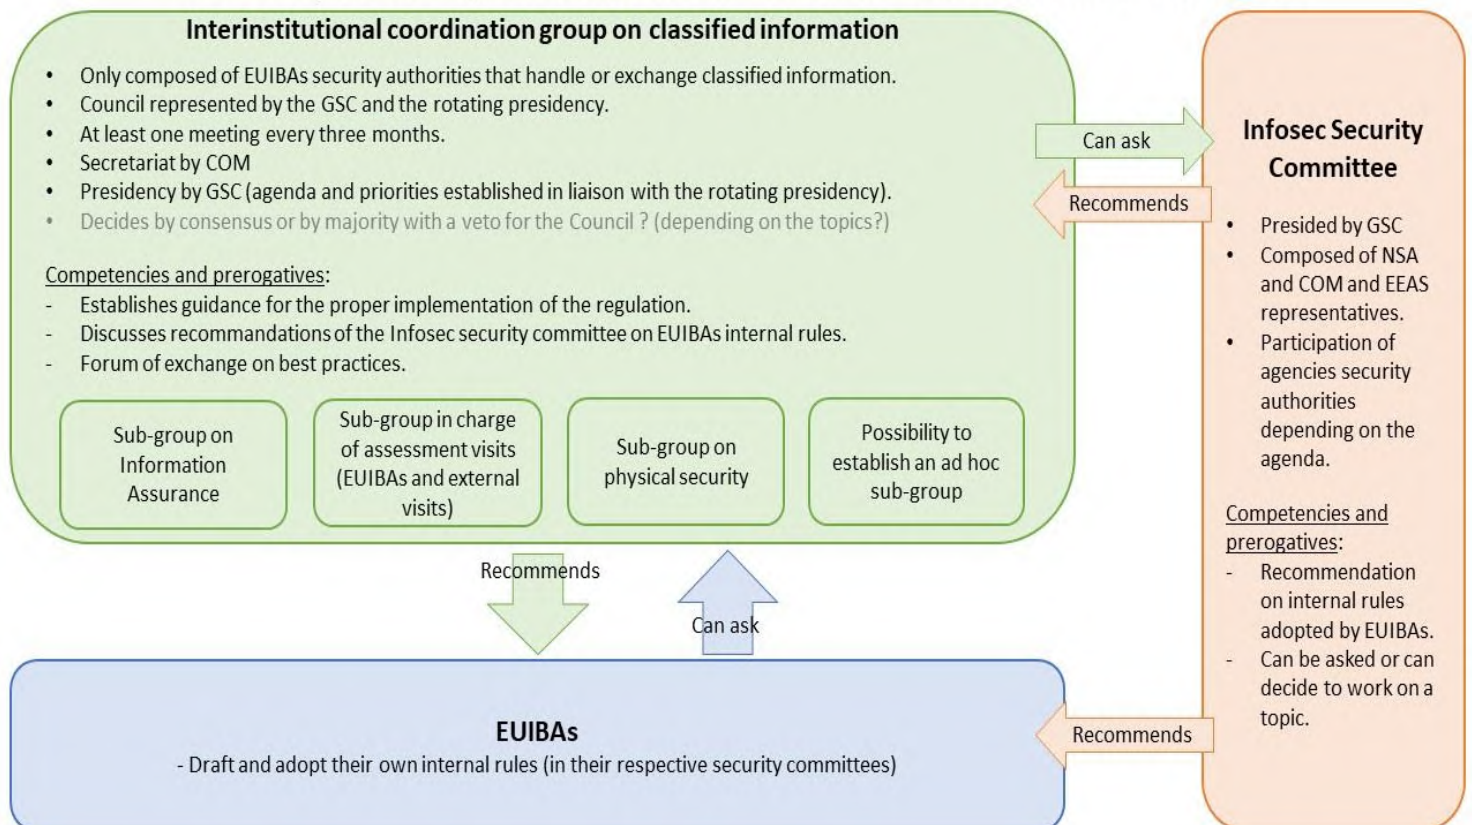 Interinstitutional coordination group on classified information
• Only composed of EUIBAs security authorities that handle or exchange classified information.
• Council represented by the GSC and the rotating presidency.
• At least one meeting every three months.
• Secretariat by COM
• Presidency by GSC (agenda and priorities established in liaison with the rotating presidency).
• Decides by consensus or by majority with a veto for the Council ? (depending on the topics?)
Competencies and prerogatives:
- Establishes guidance for the proper implementation of the regulation.
- Discusses recommandations of the Infosec security committee on EUIBAs internal rules.
- Forum of exchange on best practices.
Sub-group on
Information
Assurance
Sub-group in charge
of assessment visits
(EUIBAs and external
visits)
Sub-group on
physical security
Possibility to
establish an ad hoc
sub-group
Can ask
Recommends
Infosec Security
Committee
• Presided by GSC
• Composed of NSA
and COM and EEAS
representatives.
• Participation of
agencies security
authorities
depending on the
agenda.
Competencies and
prerogatives:
- Recommendation
on internal rules
adopted by EUIBAs.
- Can be asked or can
decide to work on a
topic.
Recommends
Can ask
EUIBAs
- Draft and adopt their own internal rules (in their respective security committees)
Recommends